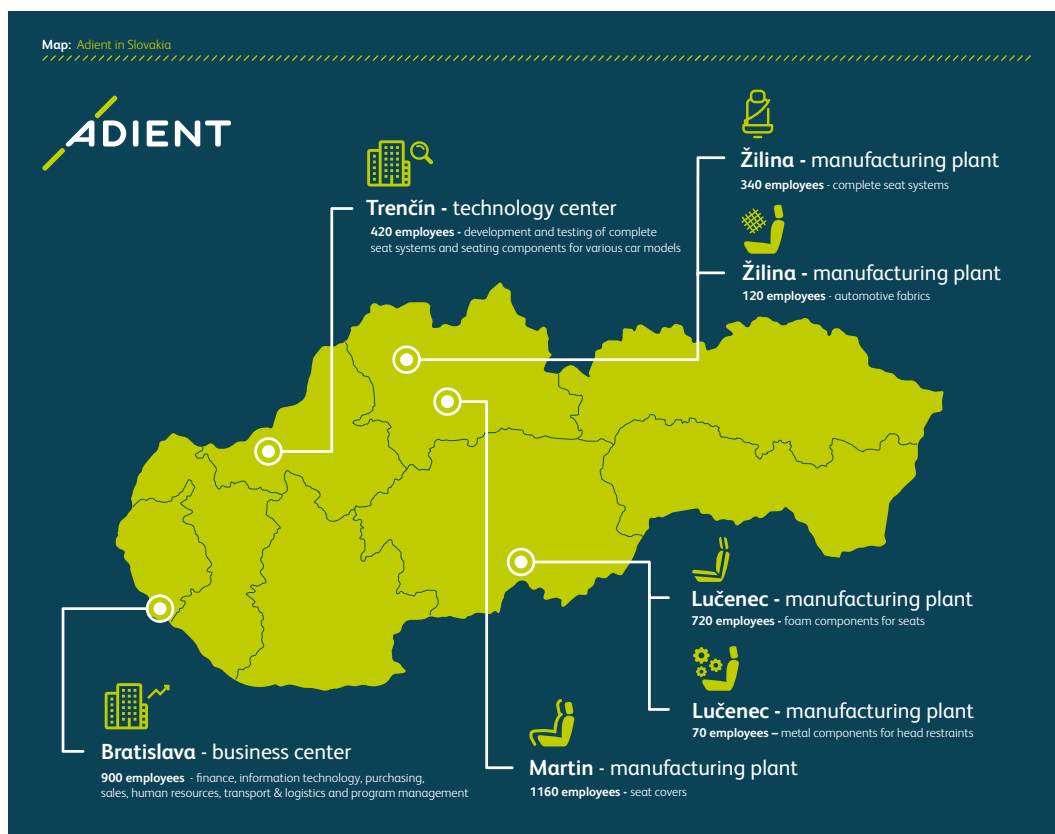 Map: Adient in Slovakia
ADIENT
Trenčín - technology center
420 employees - development and testing of complete
seat systems and seating components for various car models
Žilina - manufacturing plant
340 employees - complete seat systems
Žilina - manufacturing plant
120 employees - automotive fabrics
Lučenec - manufacturing plant
720 employees - foam components for seats
Lučenec - manufacturing plant
70 employees – metal components for head restraints
Bratislava - business center
900 employees - finance, information technology, purchasing,
sales, human resources, transport & logistics and program management
Martin - manufacturing plant
1160 employees - seat covers